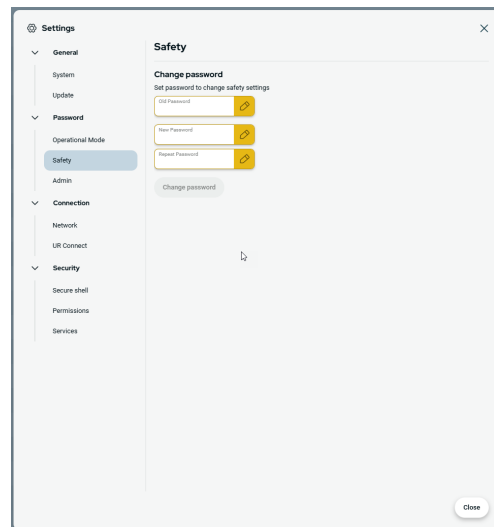 Settings
General
System
Update
Password
Operational Mode
Safety
Admin
Connection
Network
UR Connect
Security
Secure shell
Permissions
Services
Safety
Change password
Set password to change safety settings
Old Password
New Password
Repeat Password
Change password
Close